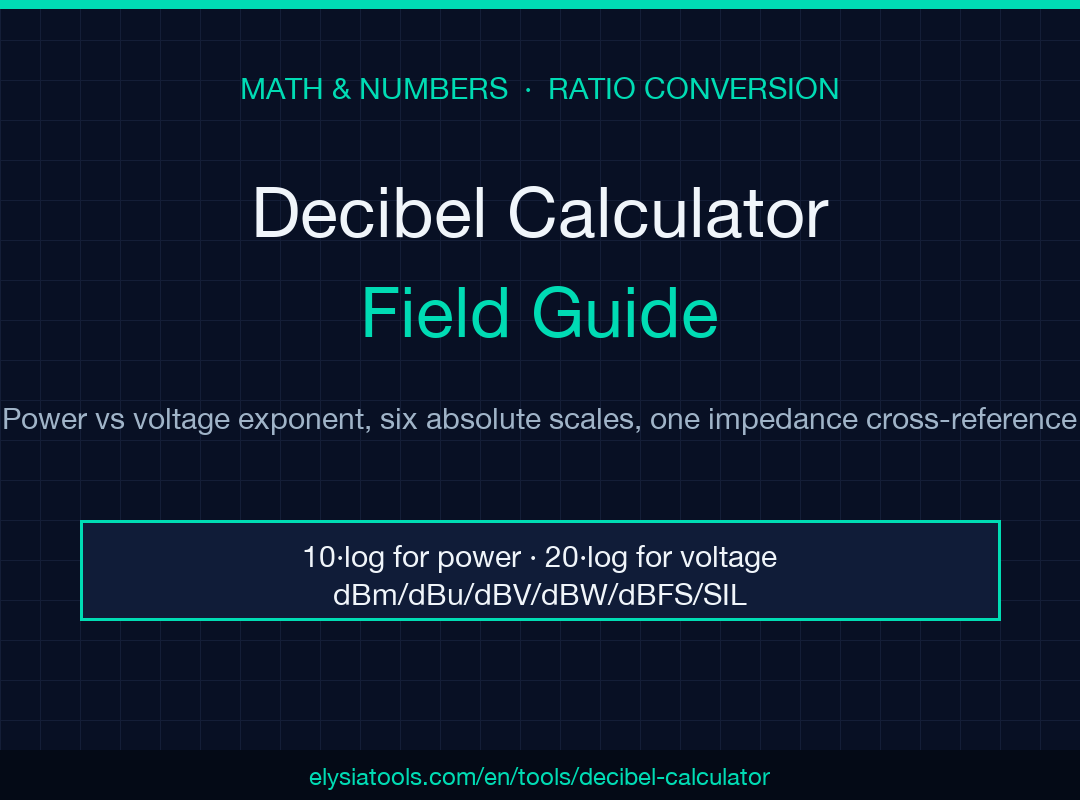 MATH & NUMBERS · RATIO CONVERSION
Decibel Calculator
Field Guide
Power vs voltage exponent, six absolute scales, one impedance cross-reference
10·log for power · 20·log for voltage
dBm/dBu/dBV/dBW/dBFS/SIL
elysiatools.com/en/tools/decibel-calculator